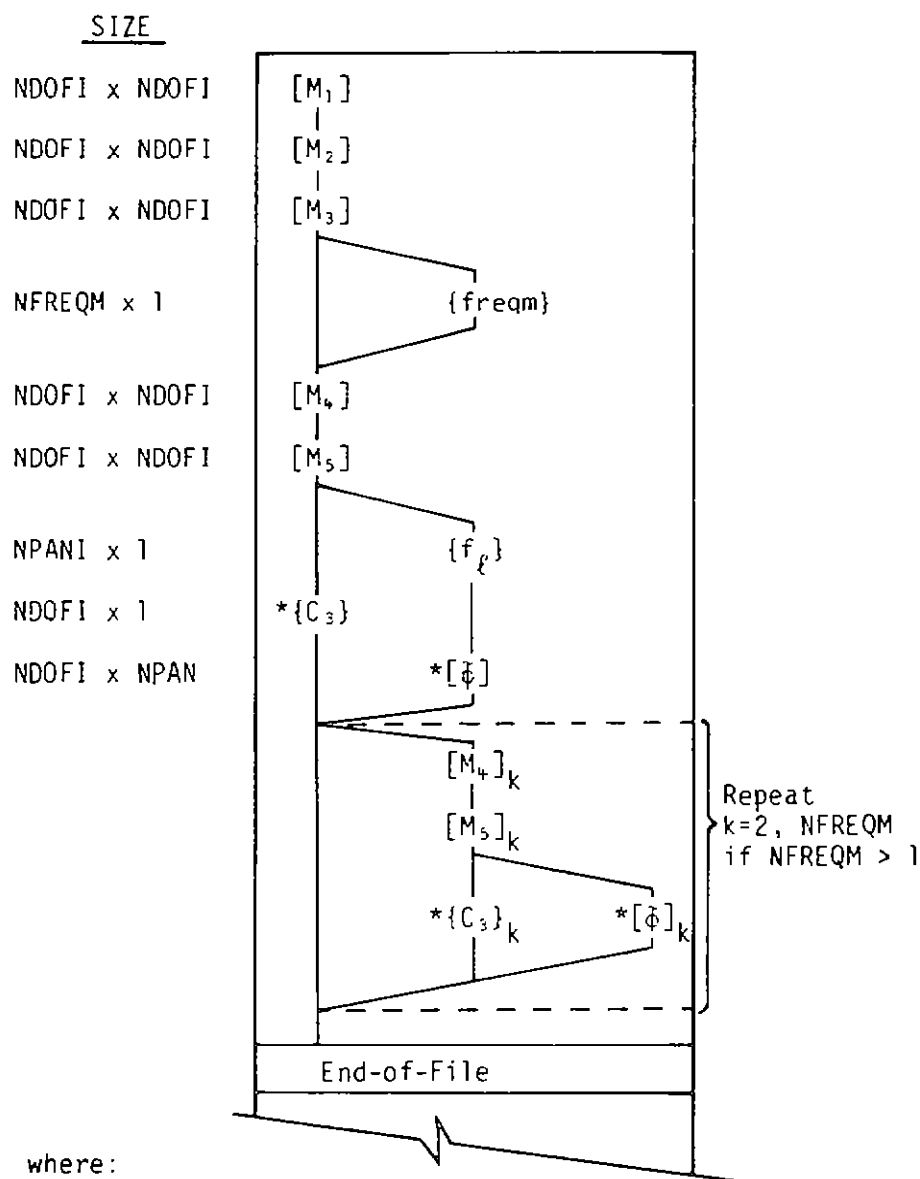 SIZE
NDOFI x NDOFI [M₁]
NDOFI x NDOFI [M₂]
NDOFI x NDOFI [M₃]
NFREQM x 1 {freqm}
NDOFI x NDOFI [M₄]
NDOFI x NDOFI [M₅]
NPANI x 1 {f_ℓ}
NDOFI x 1 *{C₃}
NDOFI x NPAN *[ϕ̃]
[M₄]_k
[M₅]_k
*{C₃}_k *[ϕ̃]_k
Repeat
k=2, NFREQM
if NFREQM > 1
End-of-File
where: